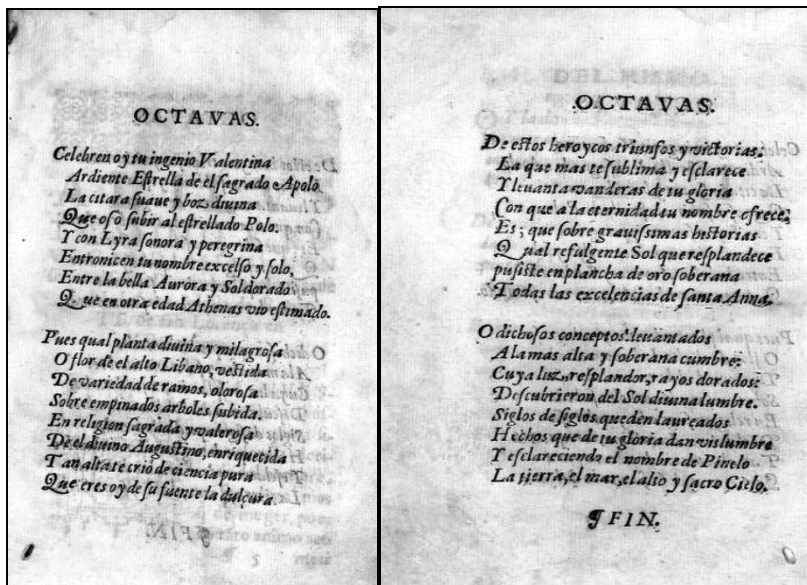 OCTAVAS.
Celebren oy tu ingenio Valentina
Ardiente Eſtrella de él ſagrado Apolo
La citara ſuaue y boz diuina
Que oſo ſubir al eſtrellado Polo.
Y con Lyra ſonora y peregrina
Entronicen tu nombre excelſo y ſolo,
Entre la bella Aurora y Sol dorado
Que en otra edad Athenas vio eſtimado.
Pues qual planta diuina y milagroſa
O flor de el alto Libano, veſtida
De variedad de ramos, oloroſa
Sobre empinados arboles ſubida.
En religion ſagrada y valeroſa
De el diuino Auguſtino, enriquecida
Tan alta te crio de ciencia pura
Que eres oy de ſu fuente la dulçura.
¶ FIN.
¶ 5
OCTAVAS.
De eſtos heroycos triunfos y victorias:
La que mas te ſublima y eſclarece
Y leuanta vanderas de tu gloria
Con que a la eternidad tu nombre ofrece;
Es; que ſobre grauiſsimas hiſtorias
Qual refulgente Sol que reſplandece
puſiſte en plancha de oro ſoberana
Todas las excelencias de ſanta Anna.
O dichoſos conceptos! leuantados
A la mas alta y ſoberana cumbre:
Cuya luz, reſplandor, rayos dorados:
Deſcubrieron del Sol diuina lumbre.
Siglos de ſiglos queden laureados
Hechos que de tu gloria dan vislumbre
Y eſclareciendo el nombre de Pinelo
La tierra, el mar, el alto y ſacro Cielo.
¶ FIN.